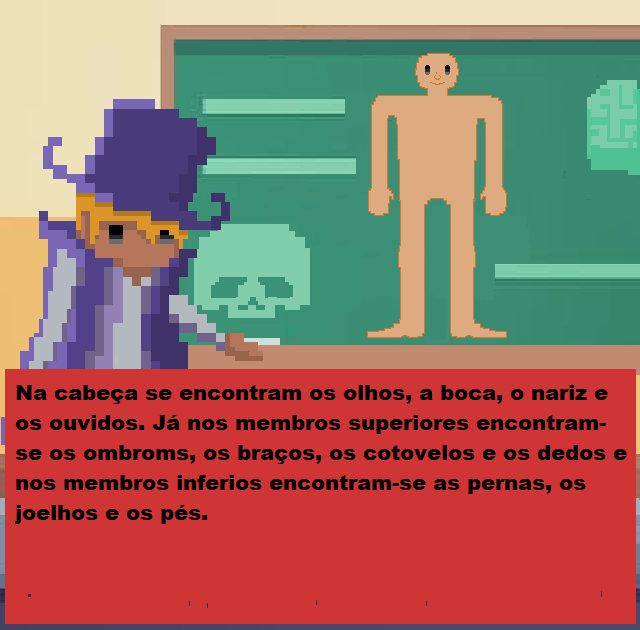 Na cabeça se encontram os olhos, a boca, o nariz e
os ouvidos. Já nos membros superiores encontram-
se os ombroms, os braços, os cotovelos e os dedos e
nos membros inferios encontram-se as pernas, os
joelhos e os pés.